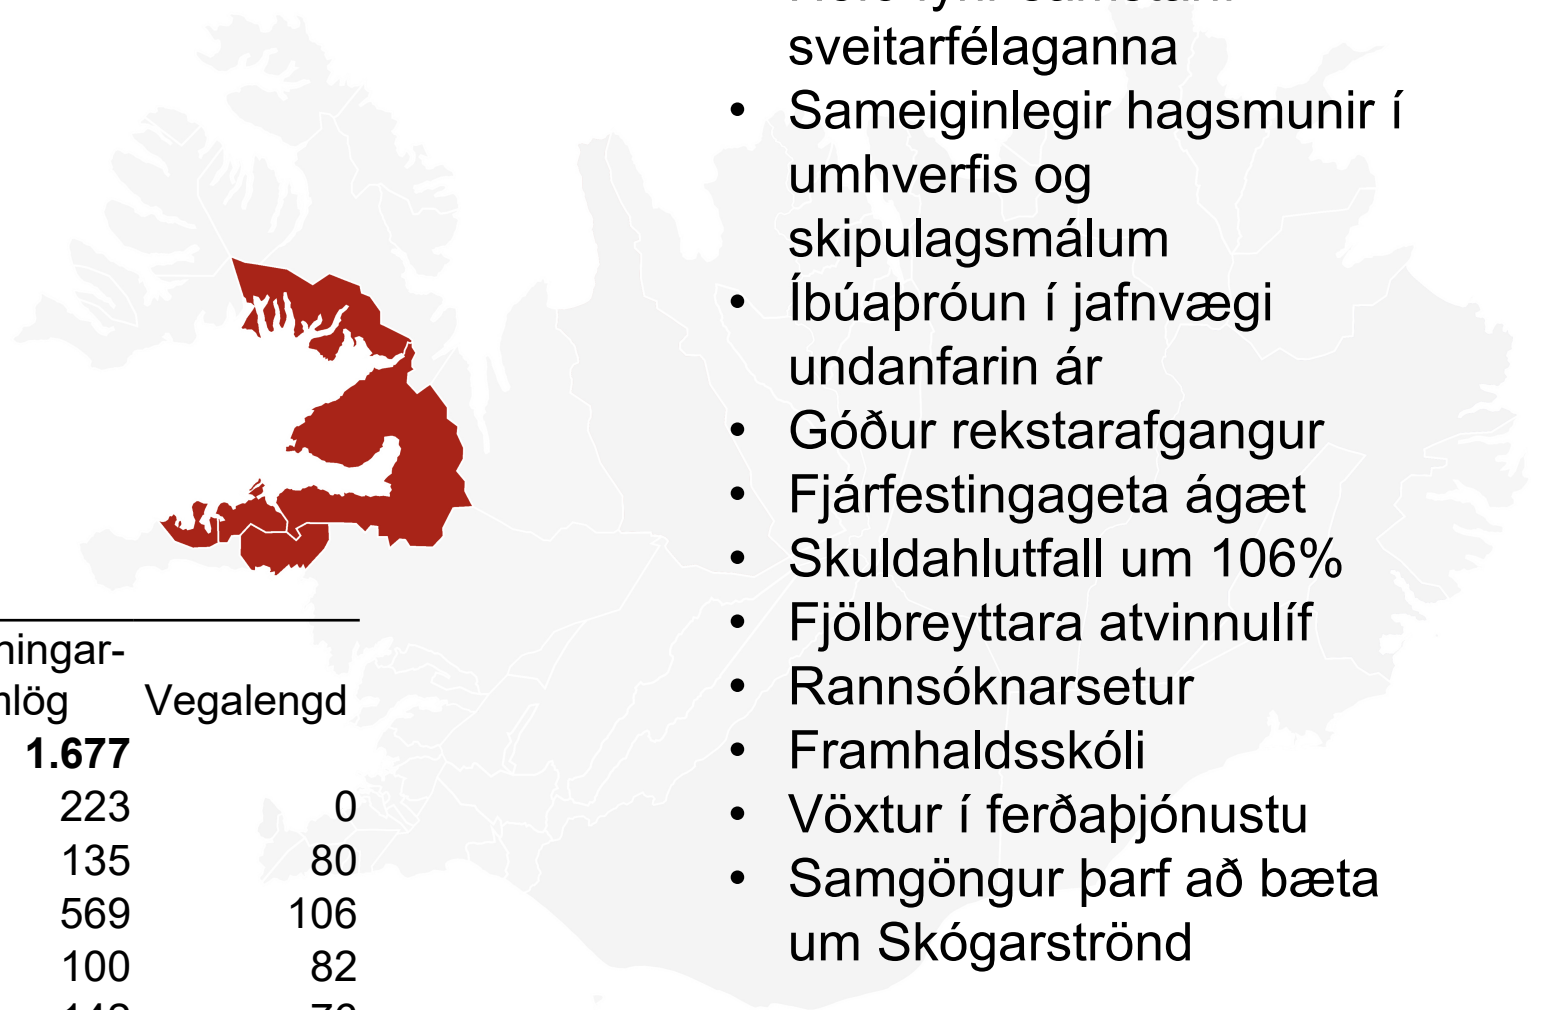 sveitarfélaganna
• Sameiginlegir hagsmunir í
umhverfis og
skipulagsmálum
• Íbúaþróun í jafnvægi
undanfarin ár
• Góður rekstarafgangur
• Fjárfestingageta ágæt
• Skuldahlutfall um 106%
• Fjölbreyttara atvinnulíf
• Rannsóknarsetur
• Framhaldsskóli
• Vöxtur í ferðaþjónustu
• Samgöngur þarf að bæta
um Skógarströnd
ningar-
lög Vegalengd
1.677
223 0
135 80
569 106
100 82